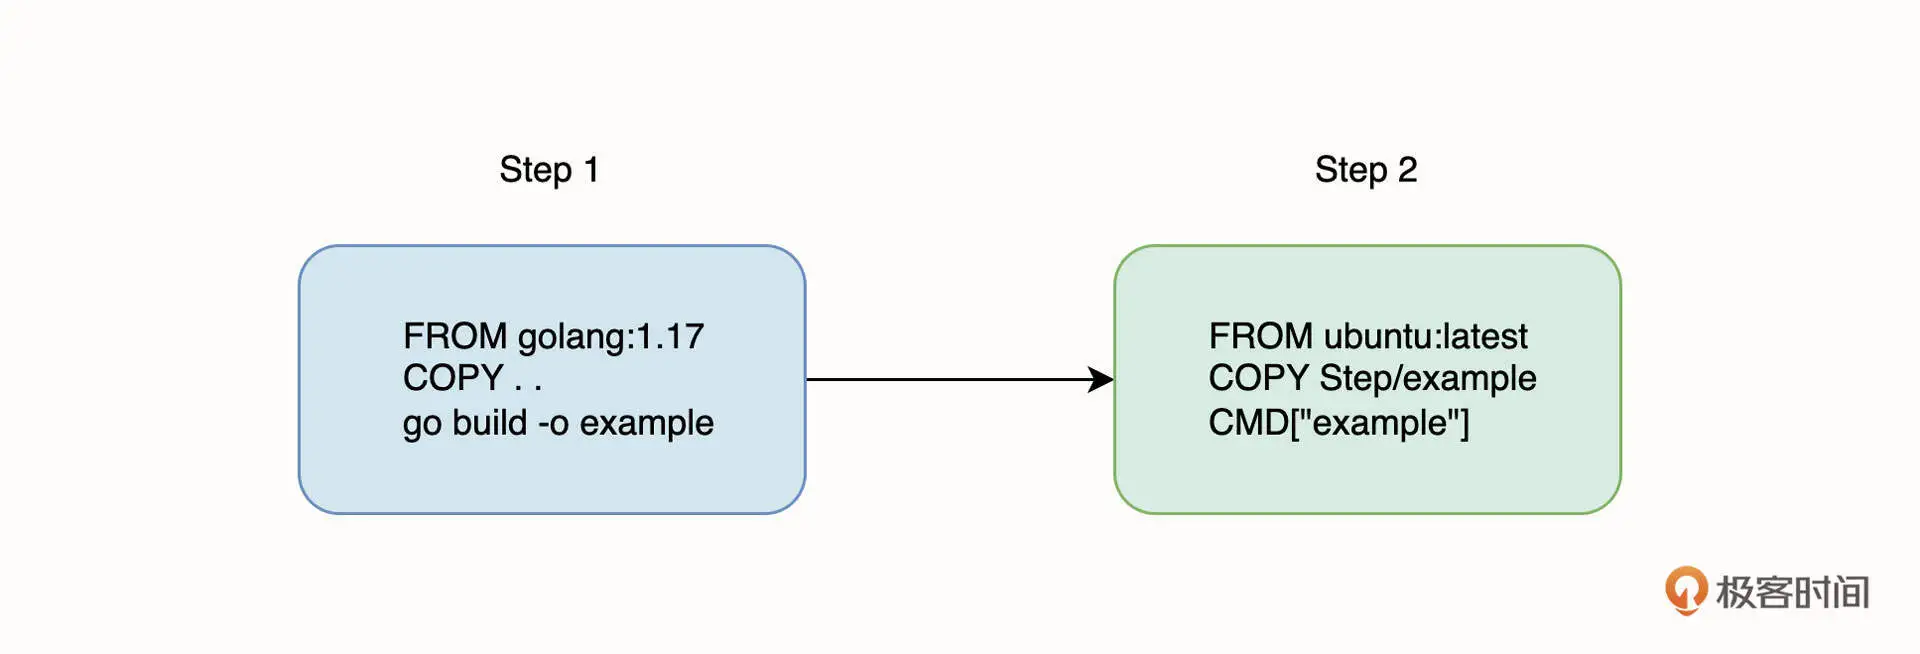 Step 1
FROM golang:1.17
COPY . .
go build -o example
Step 2
FROM ubuntu:latest
COPY Step/example
CMD["example"]
极客时间